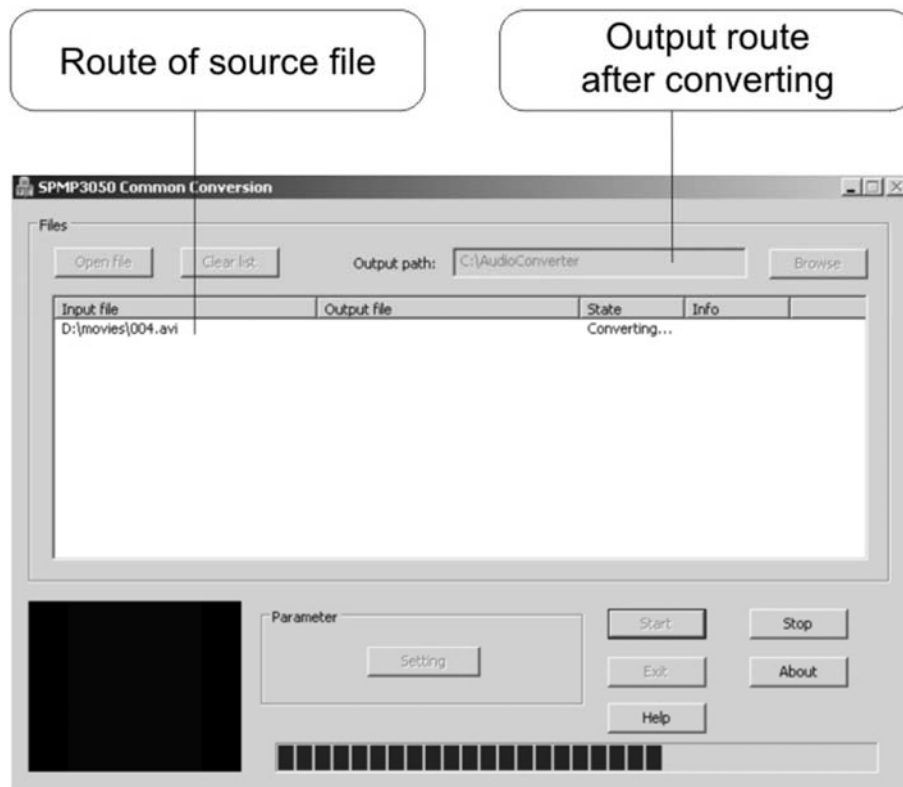 Route of source file
Output route
after converting
SPMP3050 Common Conversion
Files
Open file Clear list Output path: C:\AudioConverter Browse
Input file Output file State Info
D:\movies\004.avi Converting...
Parameter
Setting
Start Stop
Exit About
Help